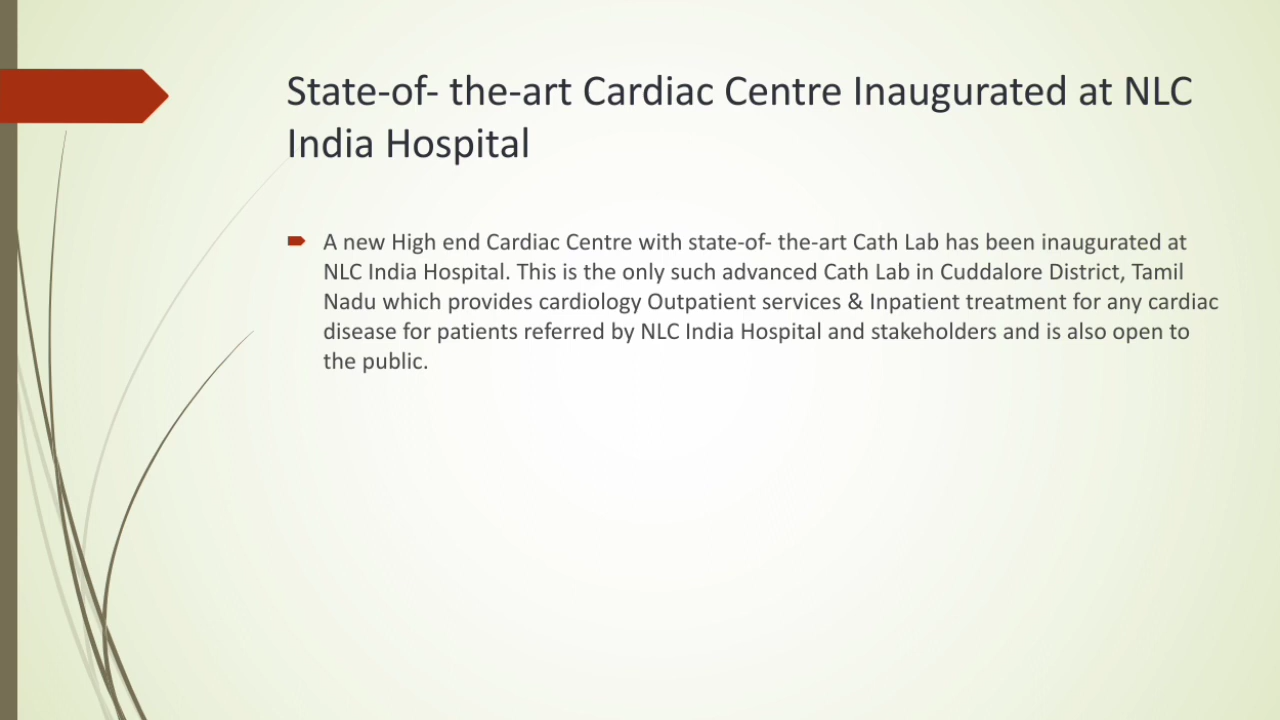 State-of- the-art Cardiac Centre Inaugurated at NLC
India Hospital
A new High end Cardiac Centre with state-of- the-art Cath Lab has been inaugurated at
NLC India Hospital. This is the only such advanced Cath Lab in Cuddalore District, Tamil
Nadu which provides cardiology Outpatient services & Inpatient treatment for any cardiac
disease for patients referred by NLC India Hospital and stakeholders and is also open to
the public.